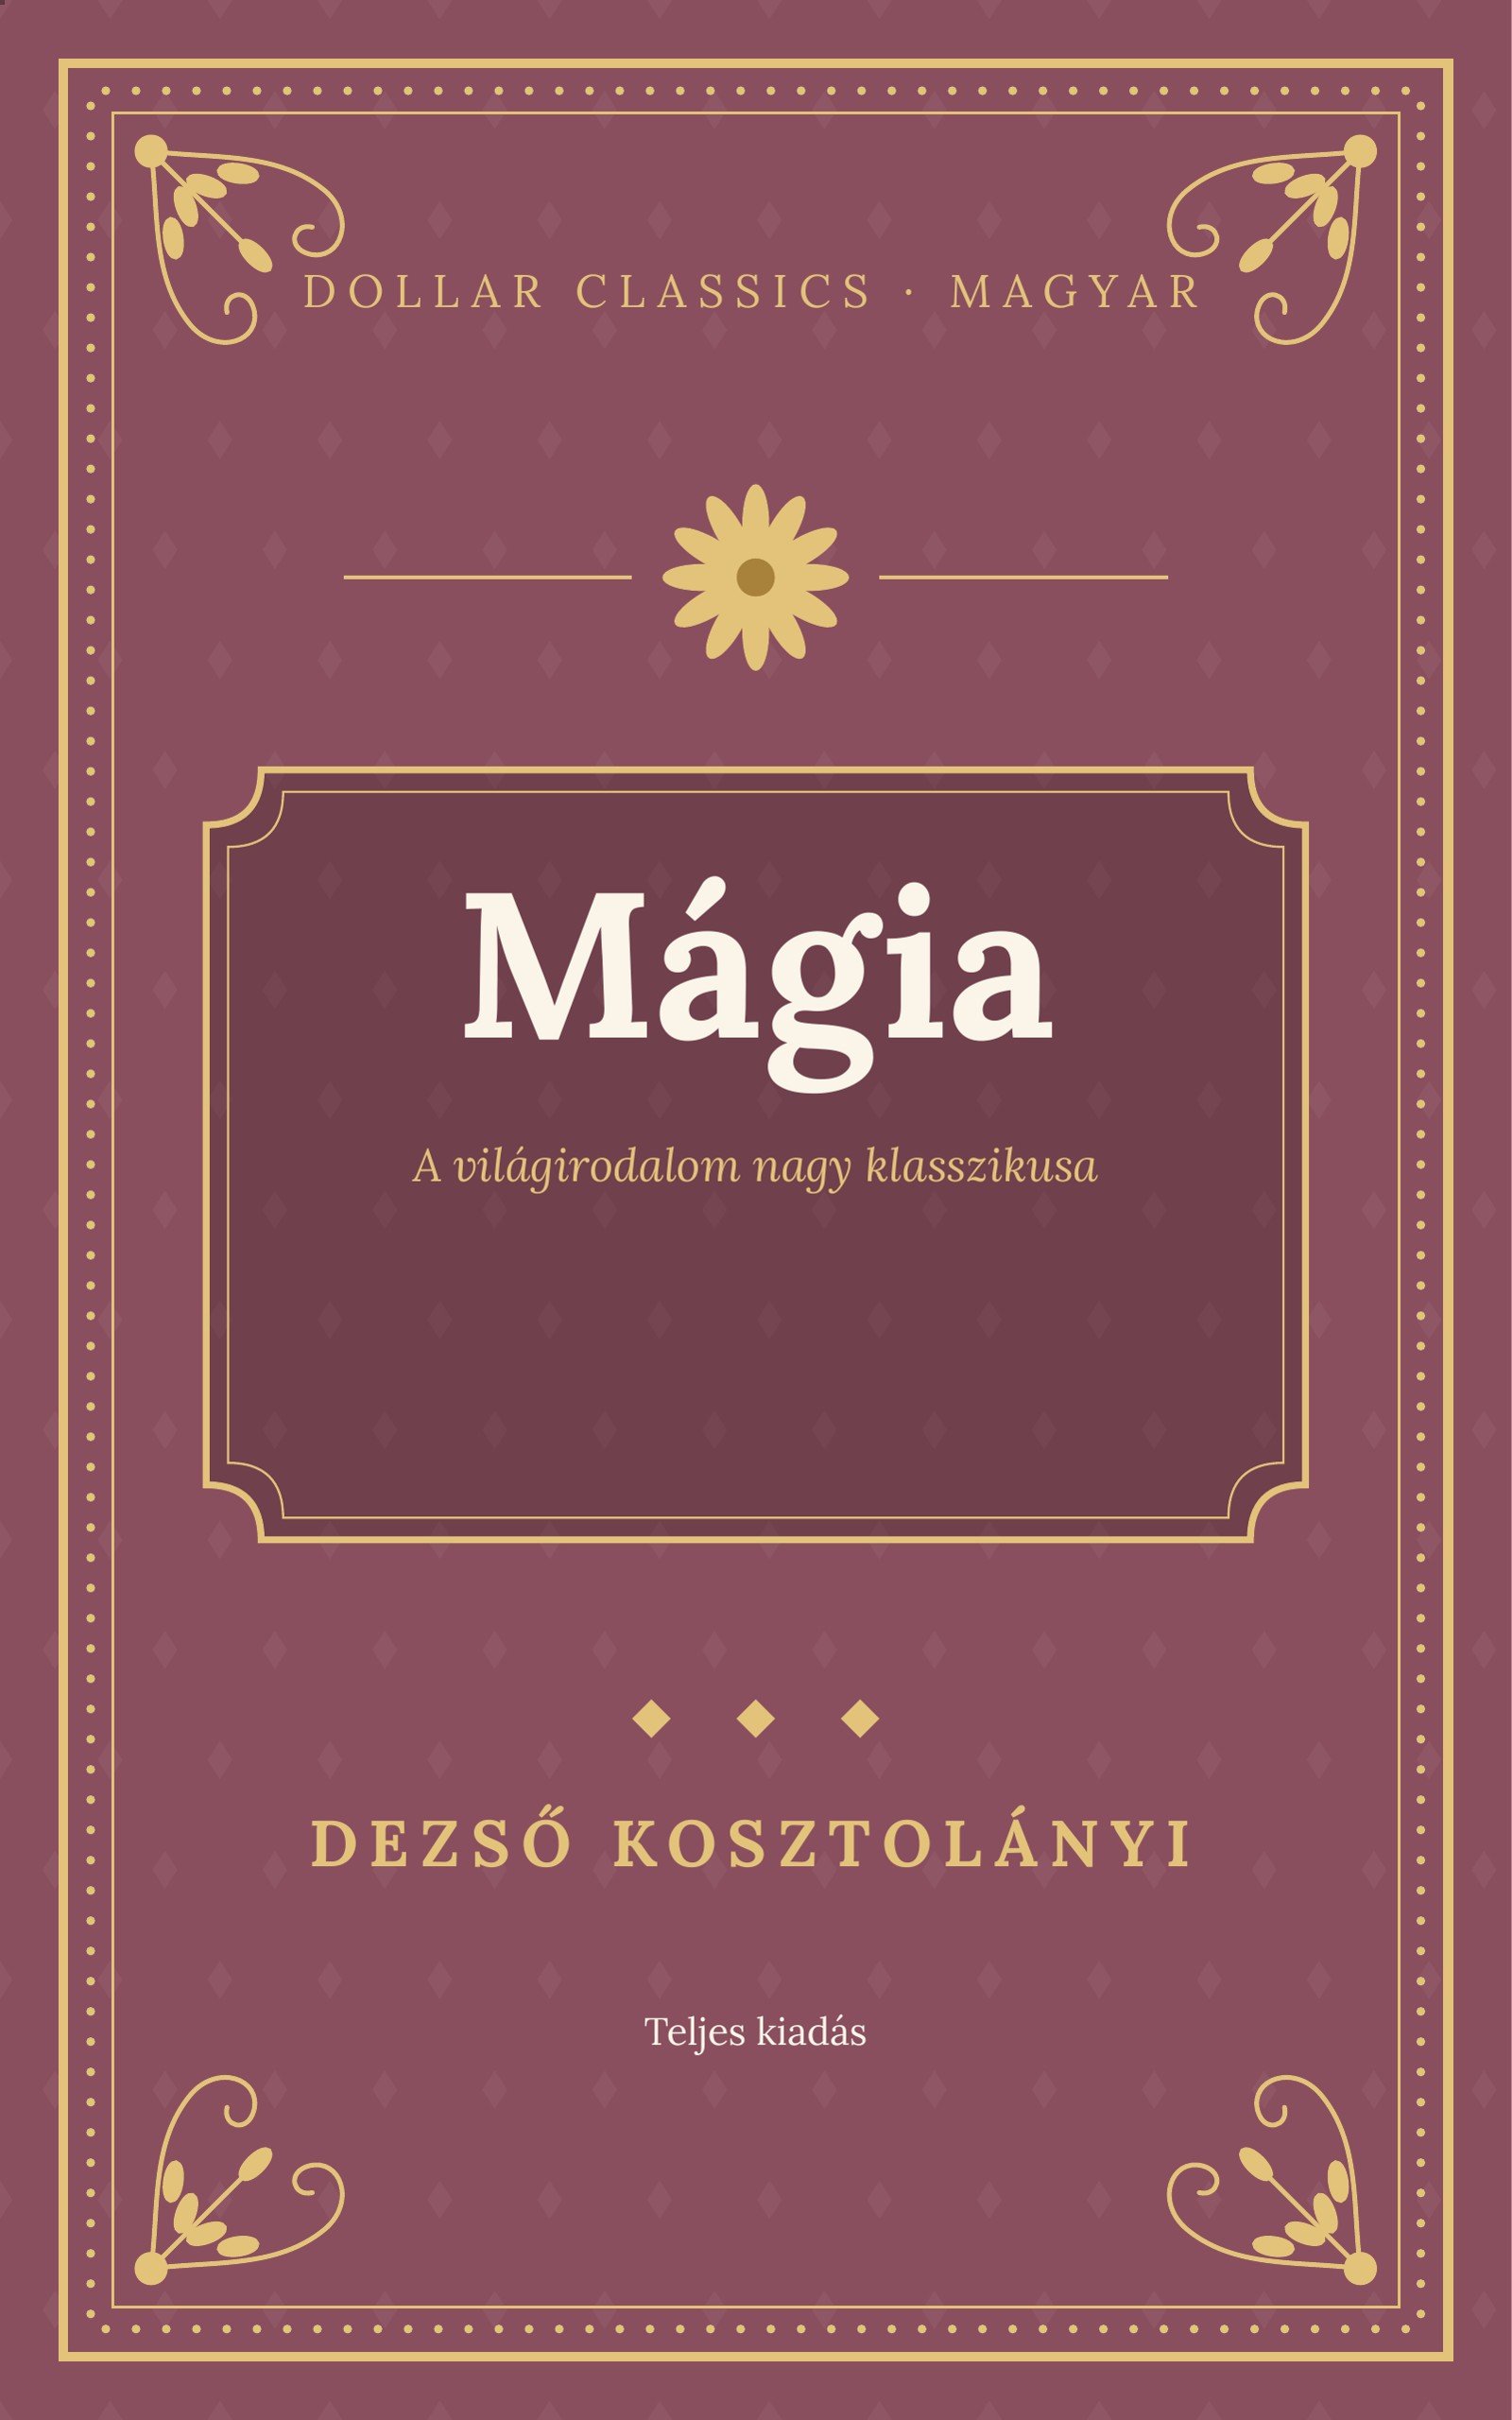 DOLLAR CLASSICS · MAGYAR
Mágia
A világirodalom nagy klasszikusa
DEZSŐ KOSZTOLÁNYI
Teljes kiadás